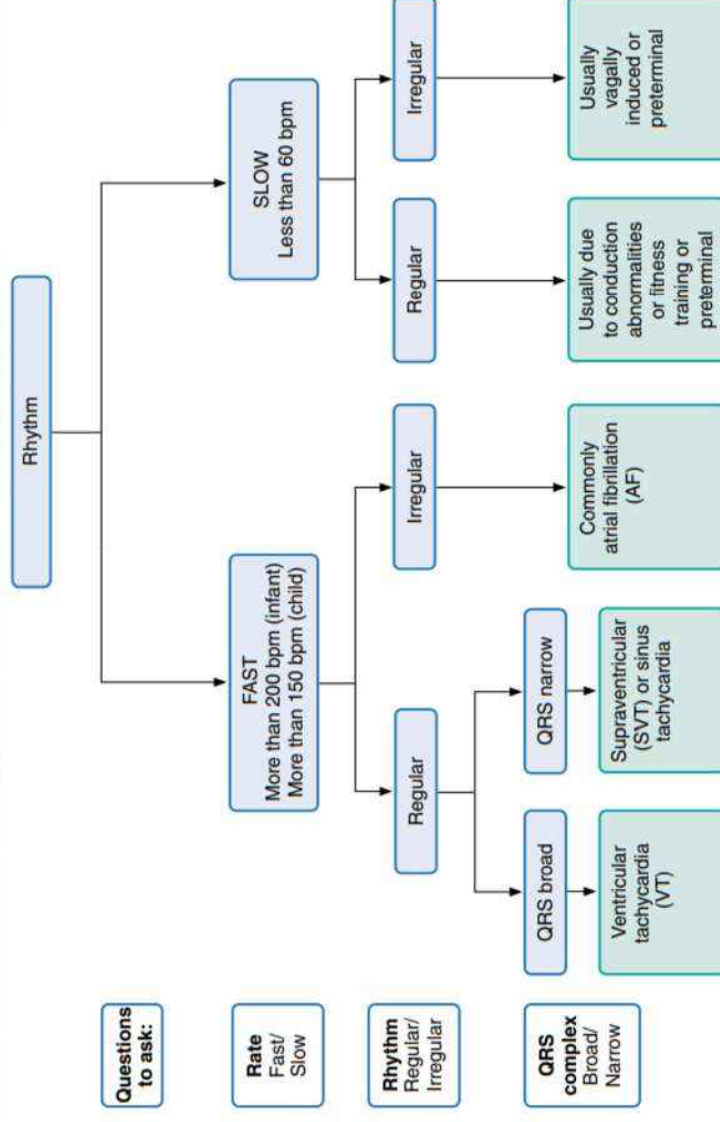 Rhythm
Questions
to ask:
Rate
Fast/
Slow
FAST
More than 200 bpm (infant)
More than 150 bpm (child)
SLOW
Less than 60 bpm
Rhythm
Regular/
Irregular
Regular
Irregular
Regular
Irregular
QRS
complex
Broad/
Narrow
QRS broad
QRS narrow
Ventricular
tachycardia
(VT)
Supraventricular
(SVT) or sinus
tachycardia
Commonly
atrial fibrillation
(AF)
Usually due
to conduction
abnormalities
or fitness
training or
preterminal
Usually
vagally
induced or
preterminal